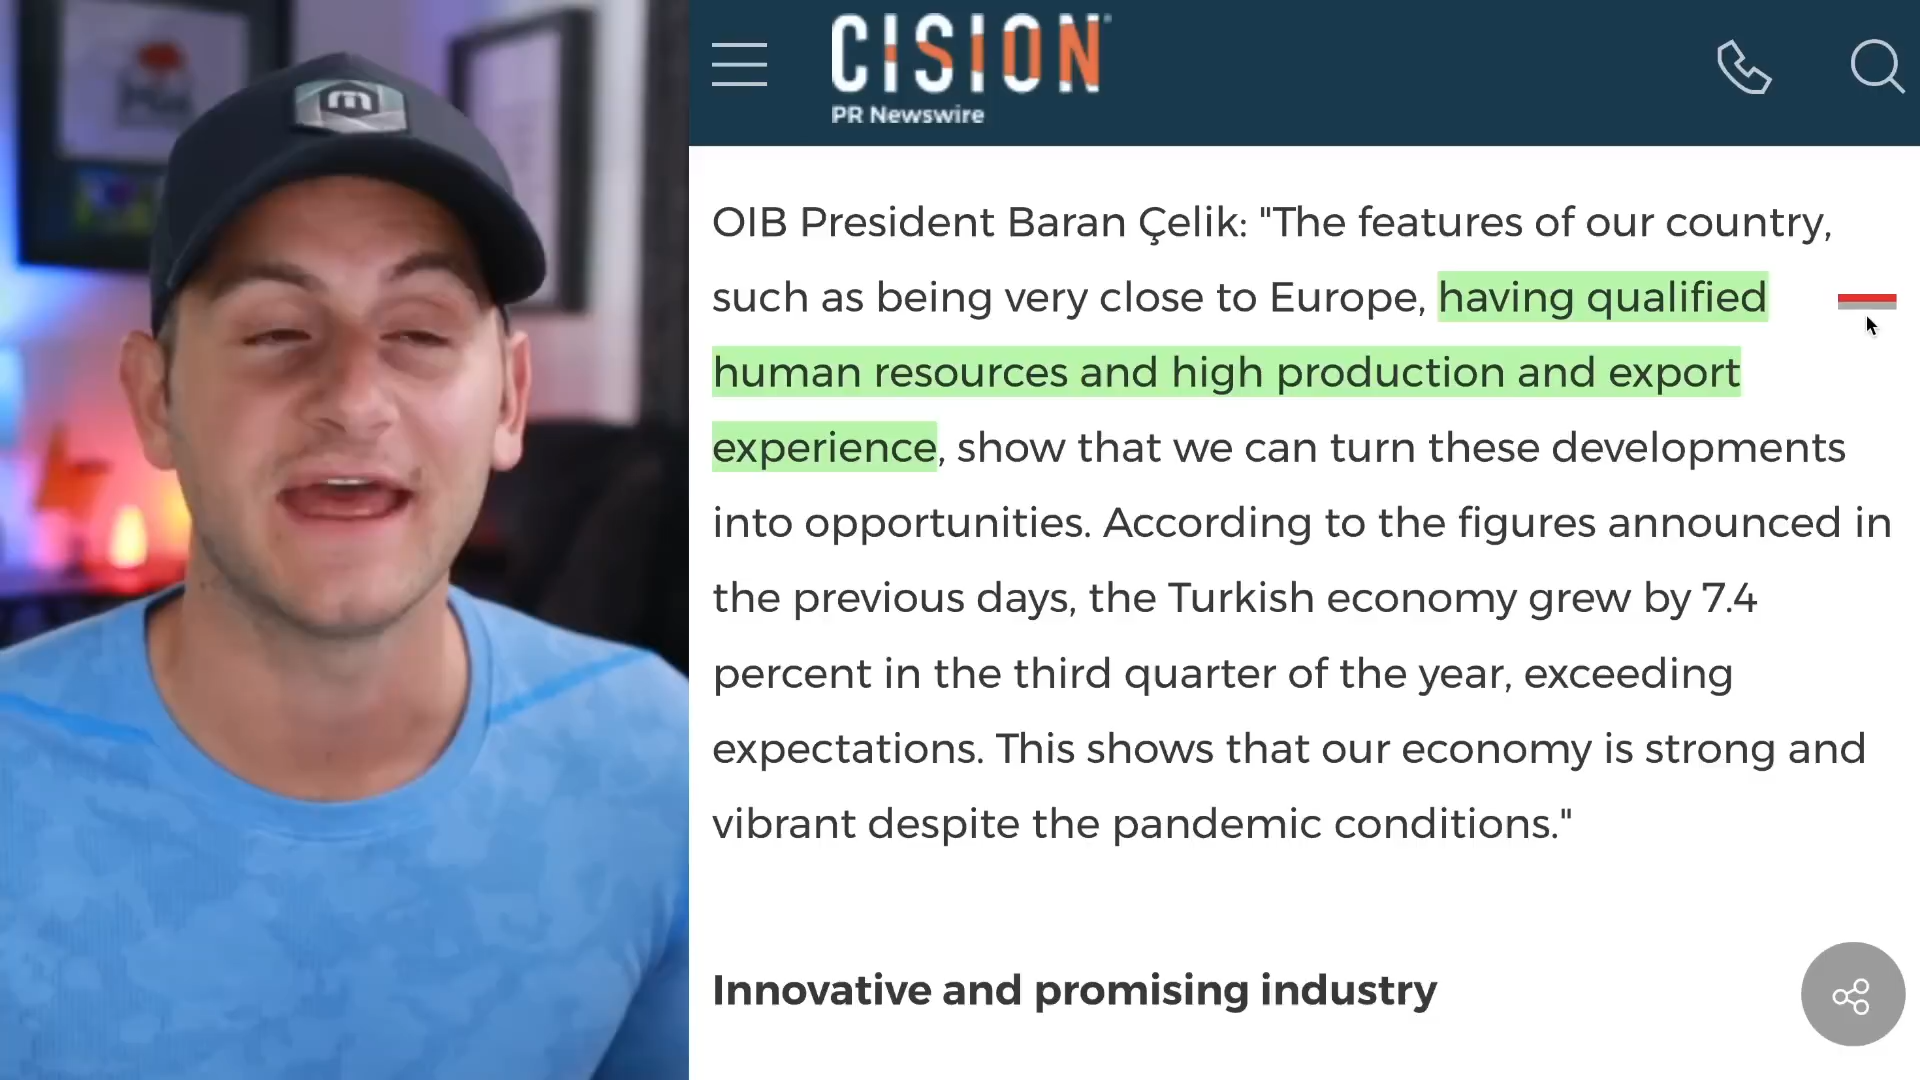 CISION
PR Newswire
OIB President Baran Çelik: "The features of our country,
such as being very close to Europe, having qualified
human resources and high production and export
experience, show that we can turn these developments
into opportunities. According to the figures announced in
the previous days, the Turkish economy grew by 7.4
percent in the third quarter of the year, exceeding
expectations. This shows that our economy is strong and
vibrant despite the pandemic conditions."
Innovative and promising industry